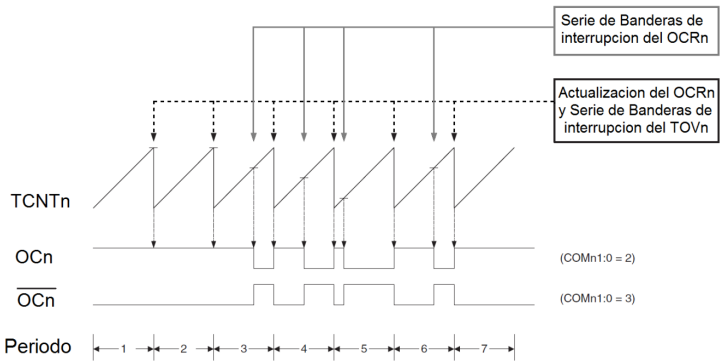 Serie de Banderas de
interrupcion del OCRn
Actualizacion del OCRn
y Serie de Banderas de
interrupcion del TOVn
TCNTn
OCn
(COMn1:0 = 2)
OCn
(COMn1:0 = 3)
Periodo
1 2 3 4 5 6 7